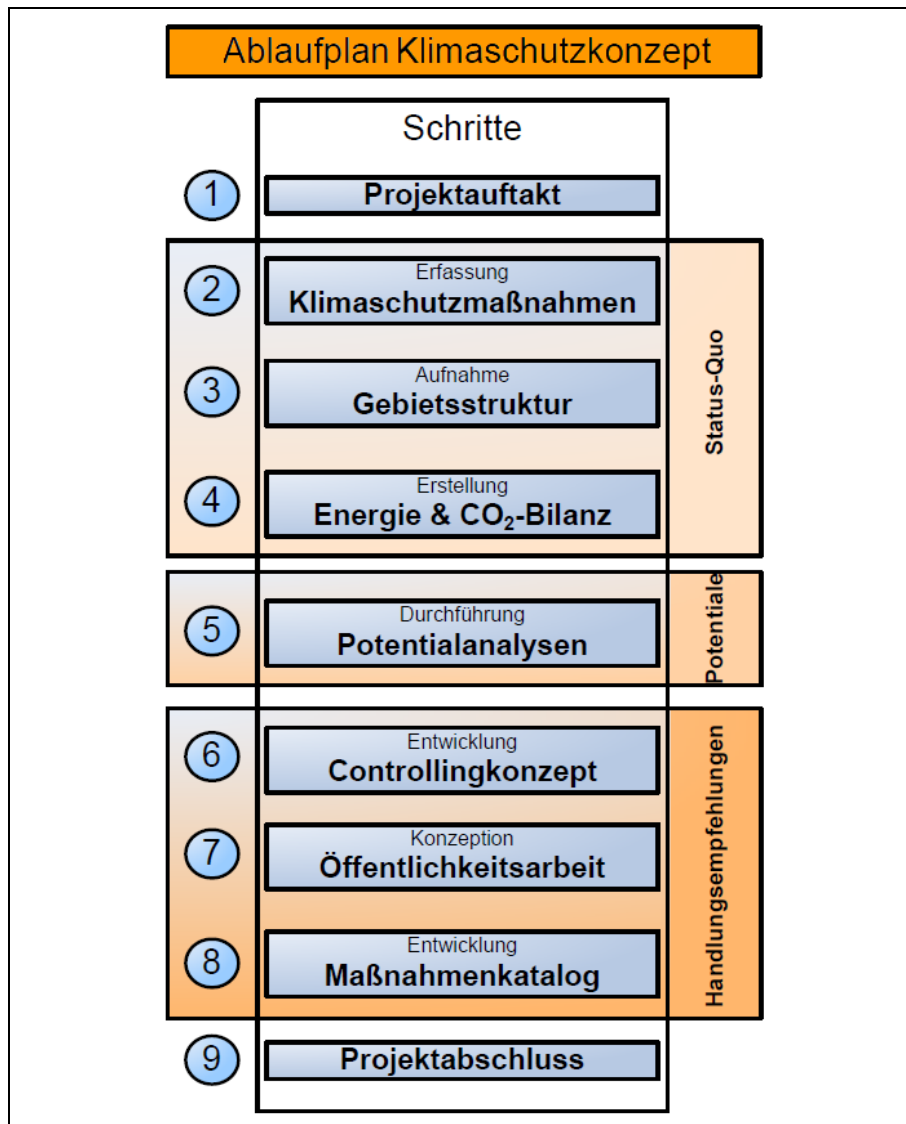 Ablaufplan Klimaschutzkonzept
Schritte
1
Projektauftakt
2
Erfassung
Klimaschutzmaßnahmen
3
Aufnahme
Gebietsstruktur
4
Erstellung
Energie & CO₂-Bilanz
Status-Quo
5
Durchführung
Potentialanalysen
Potentiale
6
Entwicklung
Controllingkonzept
7
Konzeption
Öffentlichkeitsarbeit
8
Entwicklung
Maßnahmenkatalog
Handlungsempfehlungen
9
Projektabschluss